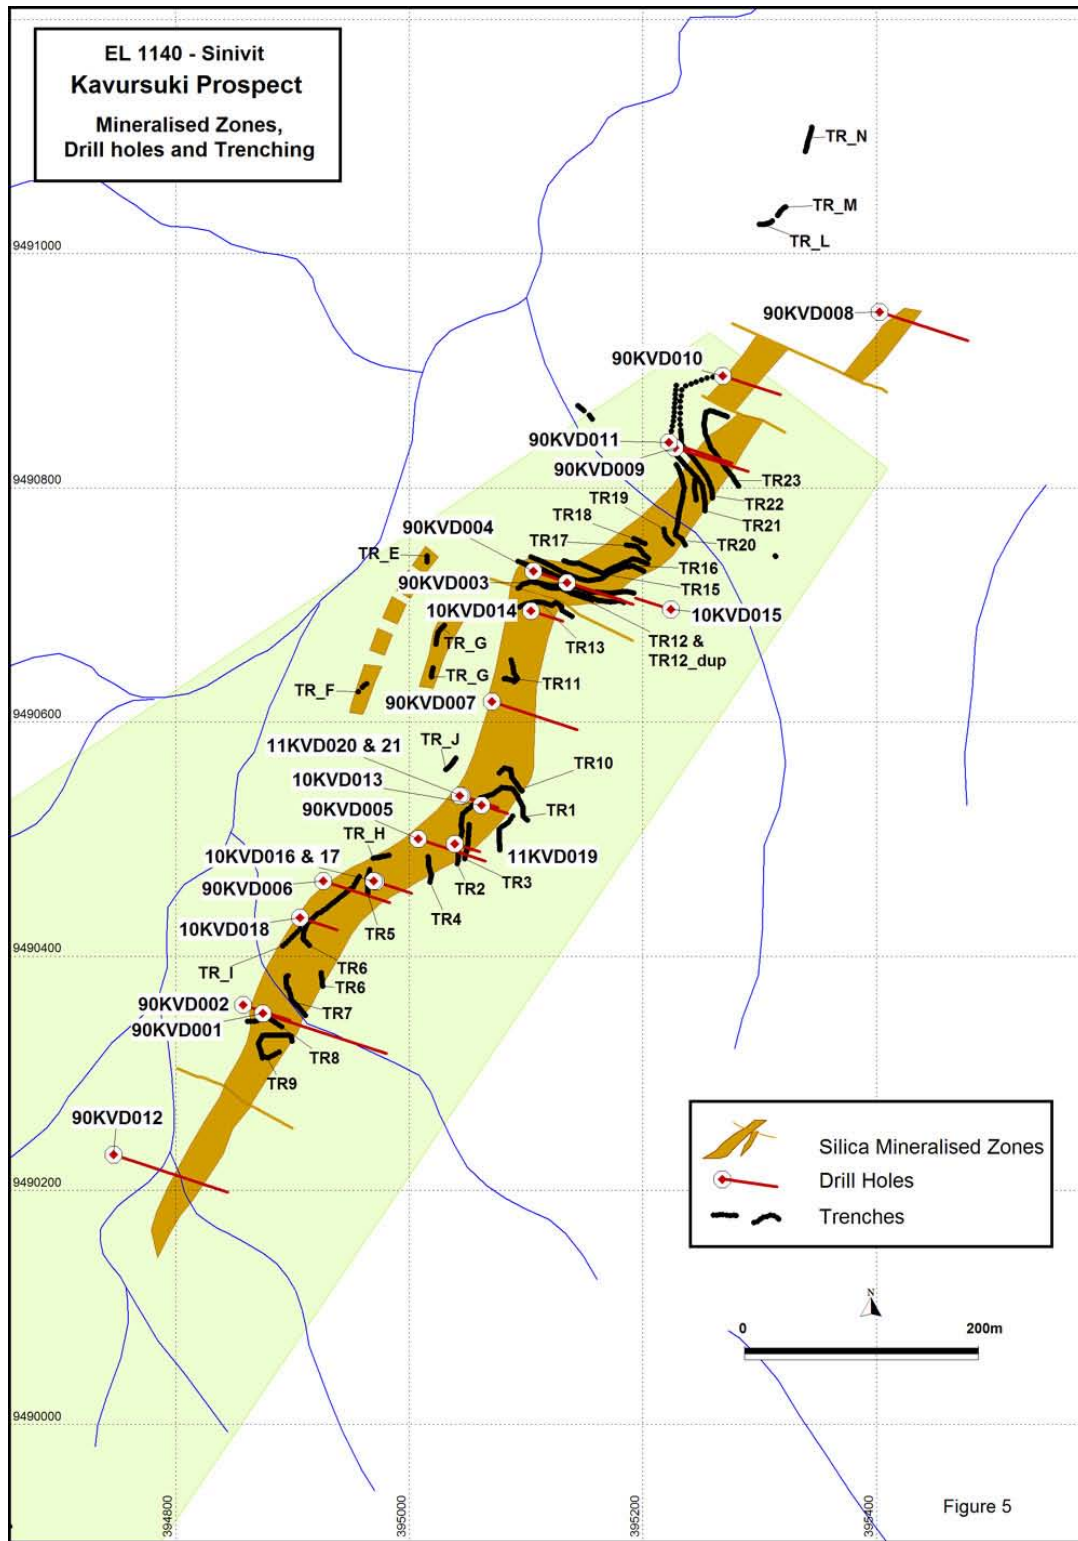 EL 1140 - Sinivit
Kavursuki Prospect
Mineralised Zones,
Drill holes and Trenching
TR_N
TR_M
TR_L
9491000
90KVD008
90KVD010
90KVD011
90KVD009
TR23
9490800
TR19
TR22
TR18
TR21
90KVD004
TR17
TR20
TR_E
TR16
90KVD003
TR15
10KVD014
10KVD015
TR_G
TR13
TR12 &
TR12_dup
TR_G
TR11
TR_F
90KVD007
9490600
TR_J
11KVD020 & 21
TR10
10KVD013
90KVD005
TR1
TR_H
10KVD016 & 17
11KVD019
TR3
TR2
90KVD006
TR4
10KVD018
TR5
9490400
TR_I
TR6
TR6
90KVD002
TR7
90KVD001
TR8
TR9
90KVD012
Silica Mineralised Zones
Drill Holes
9490200
Trenches
N
0
200m
9490000
394800
395000
395200
395400
Figure 5